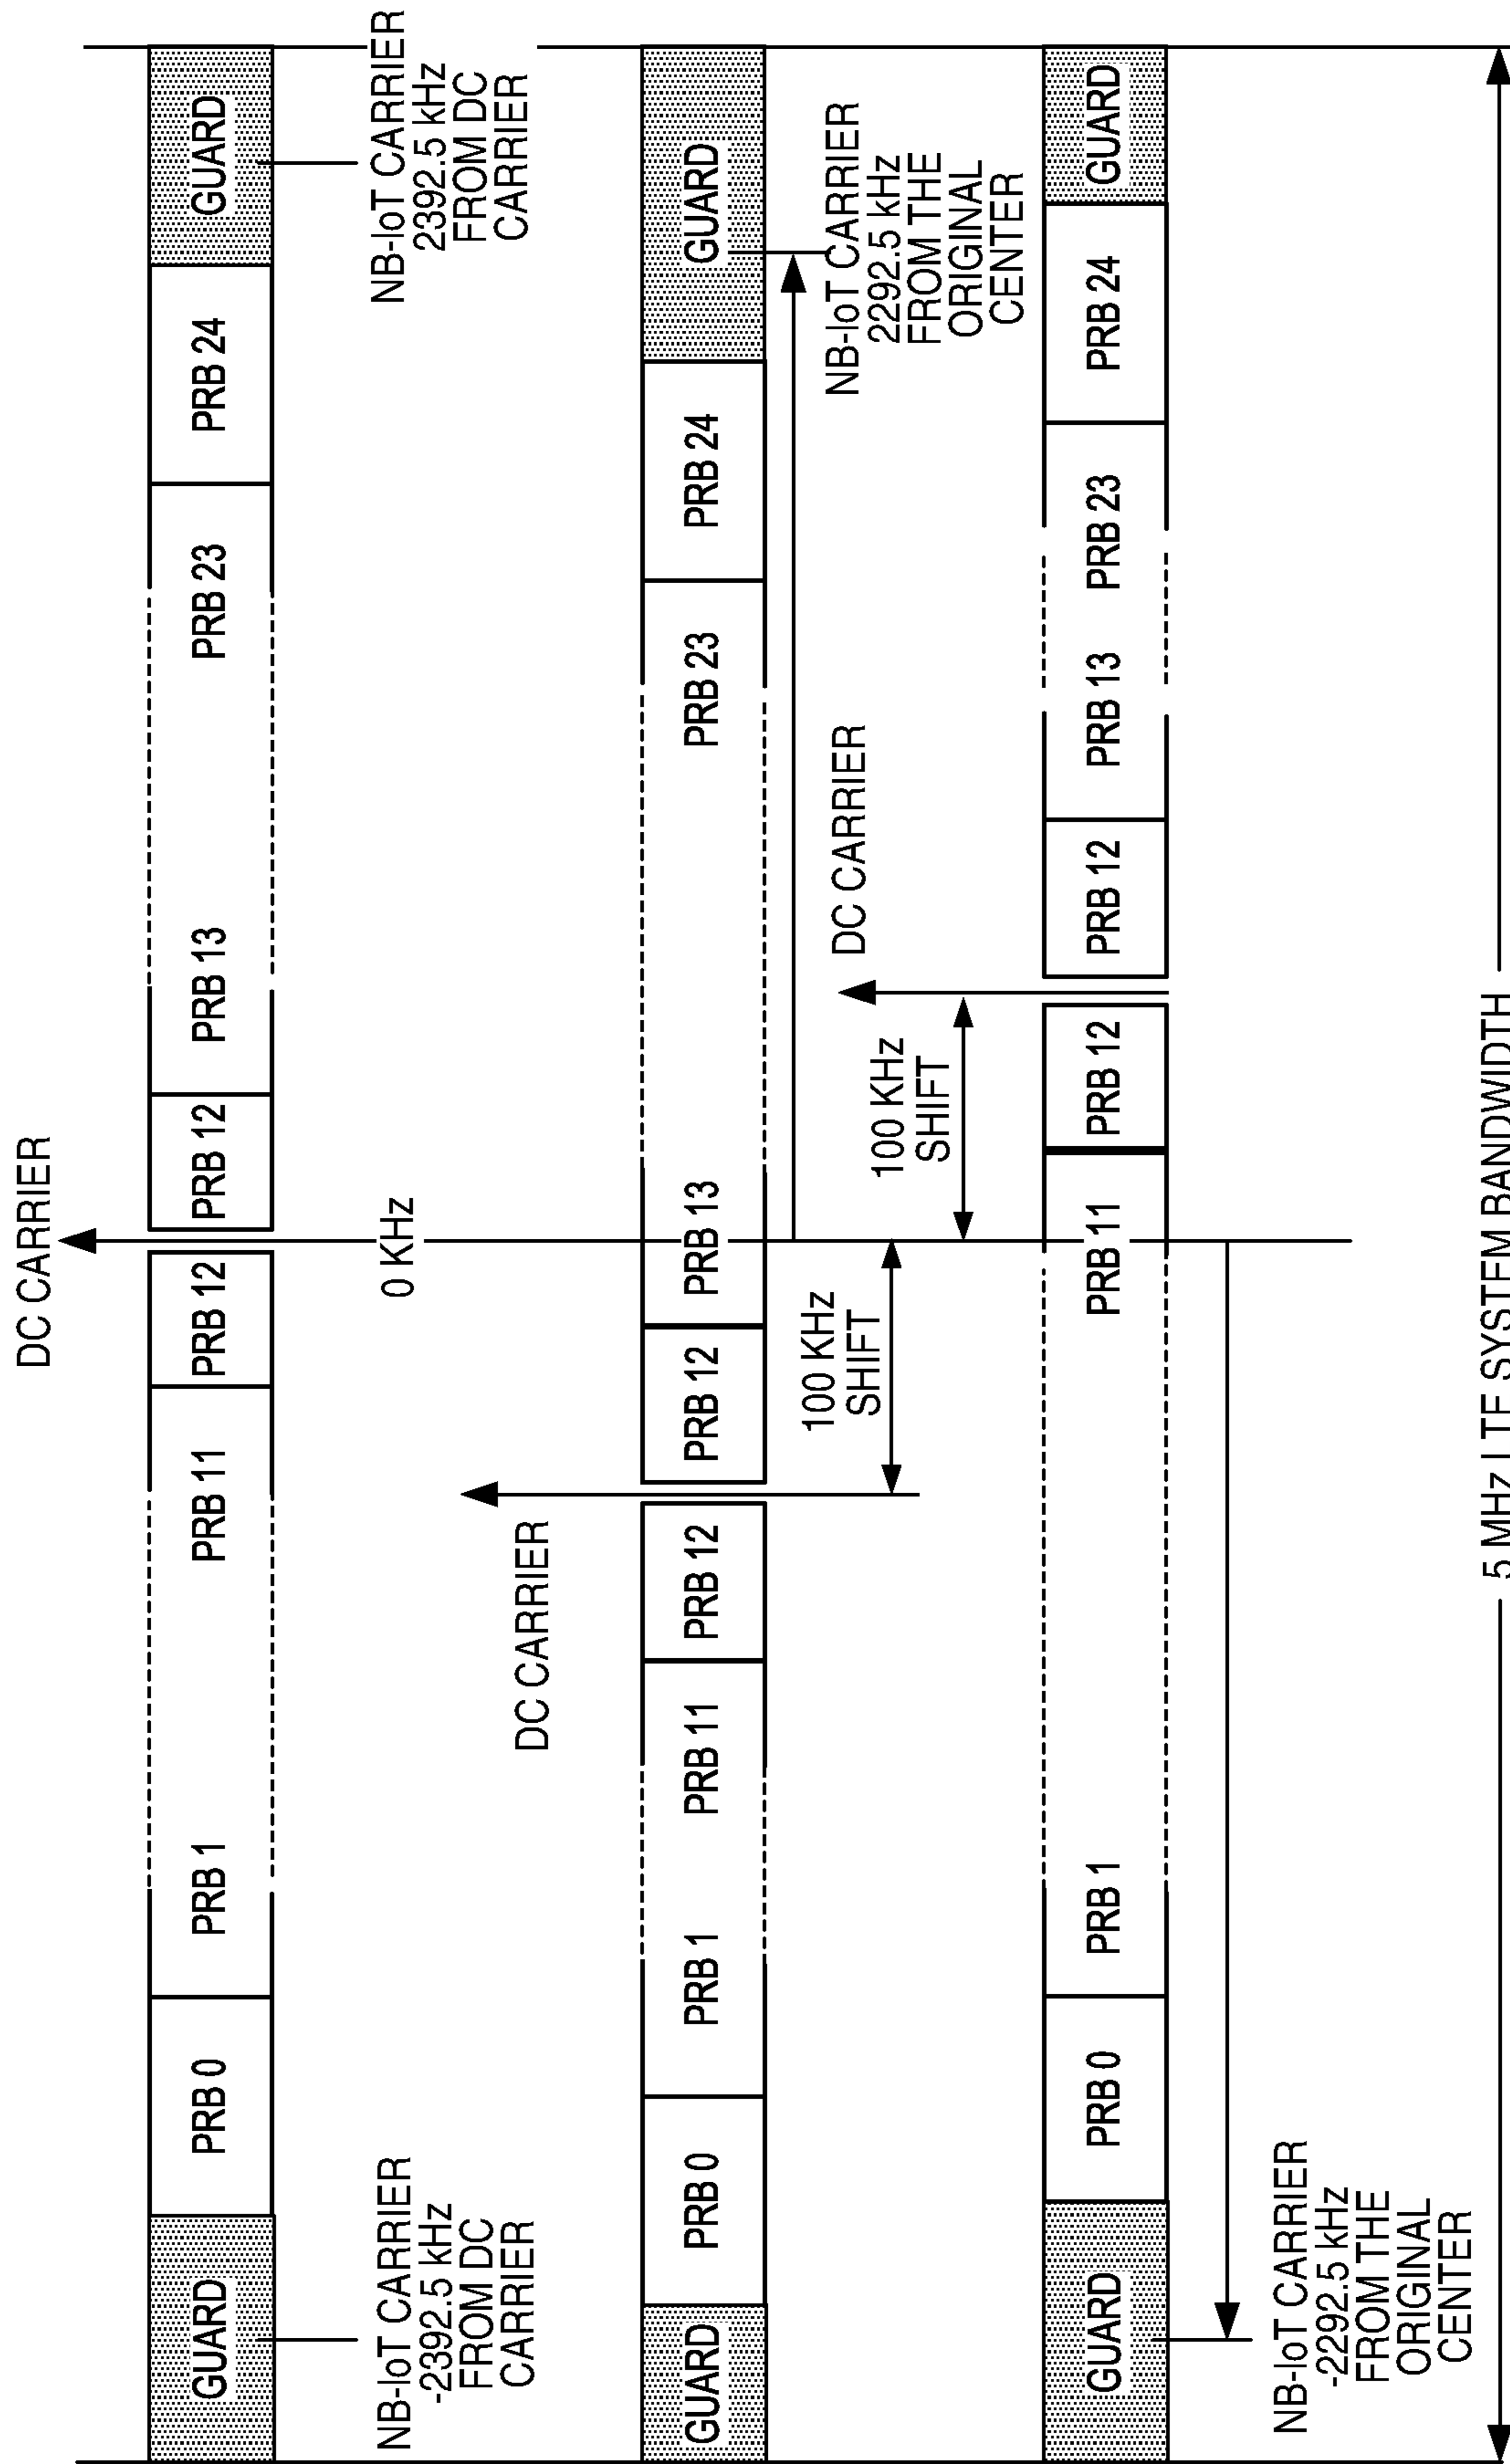 DC CARRIER
GUARD PRB 0 PRB 1 PRB 11 PRB 12 PRB 12 PRB 13 PRB 23 PRB 24 GUARD
NB-IoT CARRIER
-2392.5 kHz
FROM DC
CARRIER
0 KHz
NB-IoT CARRIER
2392.5 kHz
FROM DC
CARRIER
DC CARRIER
GUARD PRB 0 PRB 1 PRB 11 PRB 12 PRB 12 PRB 13 PRB 23 PRB 24 GUARD
100 KHz
SHIFT
DC CARRIER
NB-IoT CARRIER
2292.5 kHz
FROM THE
ORIGINAL
CENTER
100 KHz
SHIFT
GUARD PRB 0 PRB 1 PRB 11 PRB 12 PRB 12 PRB 13 PRB 23 PRB 24 GUARD
NB-IoT CARRIER
-2292.5 kHz
FROM THE
ORIGINAL
CENTER
5 MHz LTE SYSTEM BANDWIDTH